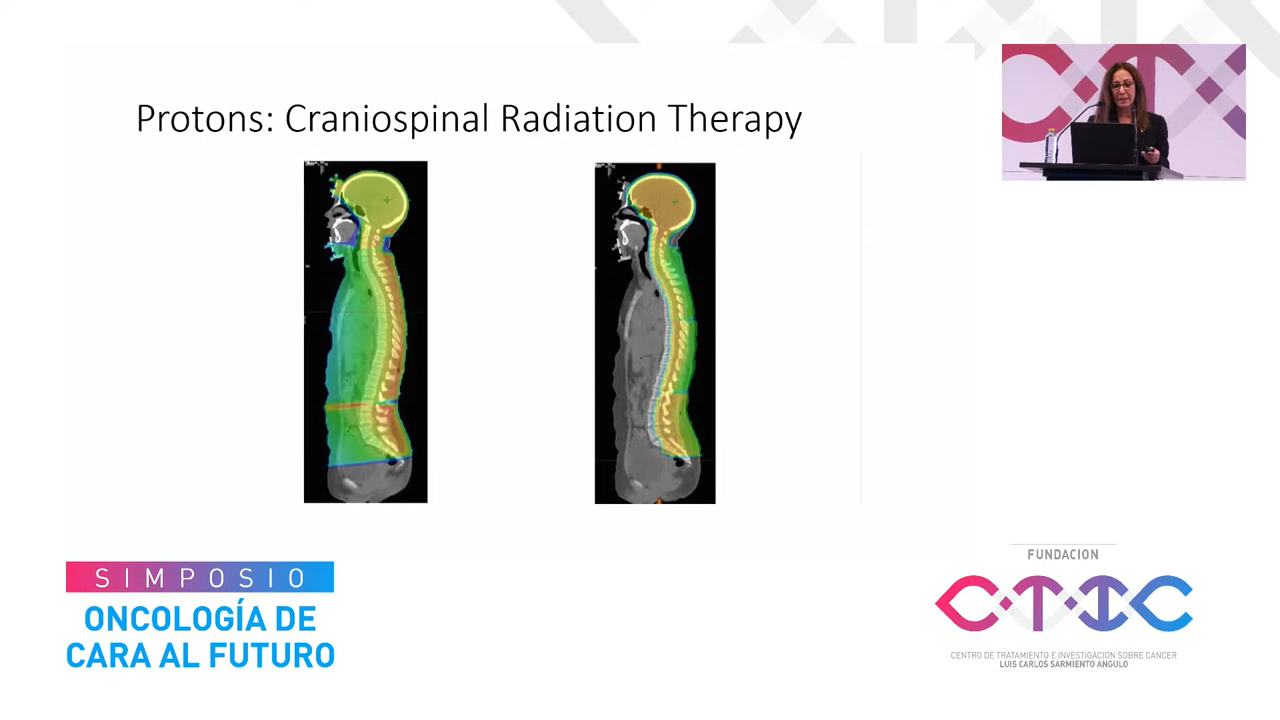 Protons: Craniospinal Radiation Therapy
SIMPOSIO
ONCOLOGÍA DE
CARA AL FUTURO
FUNDACION
CTIC
CENTRO DE TRATAMIENTO E INVESTIGACION SOBRE CANCER
LUIS CARLOS SARMIENTO ANGULO